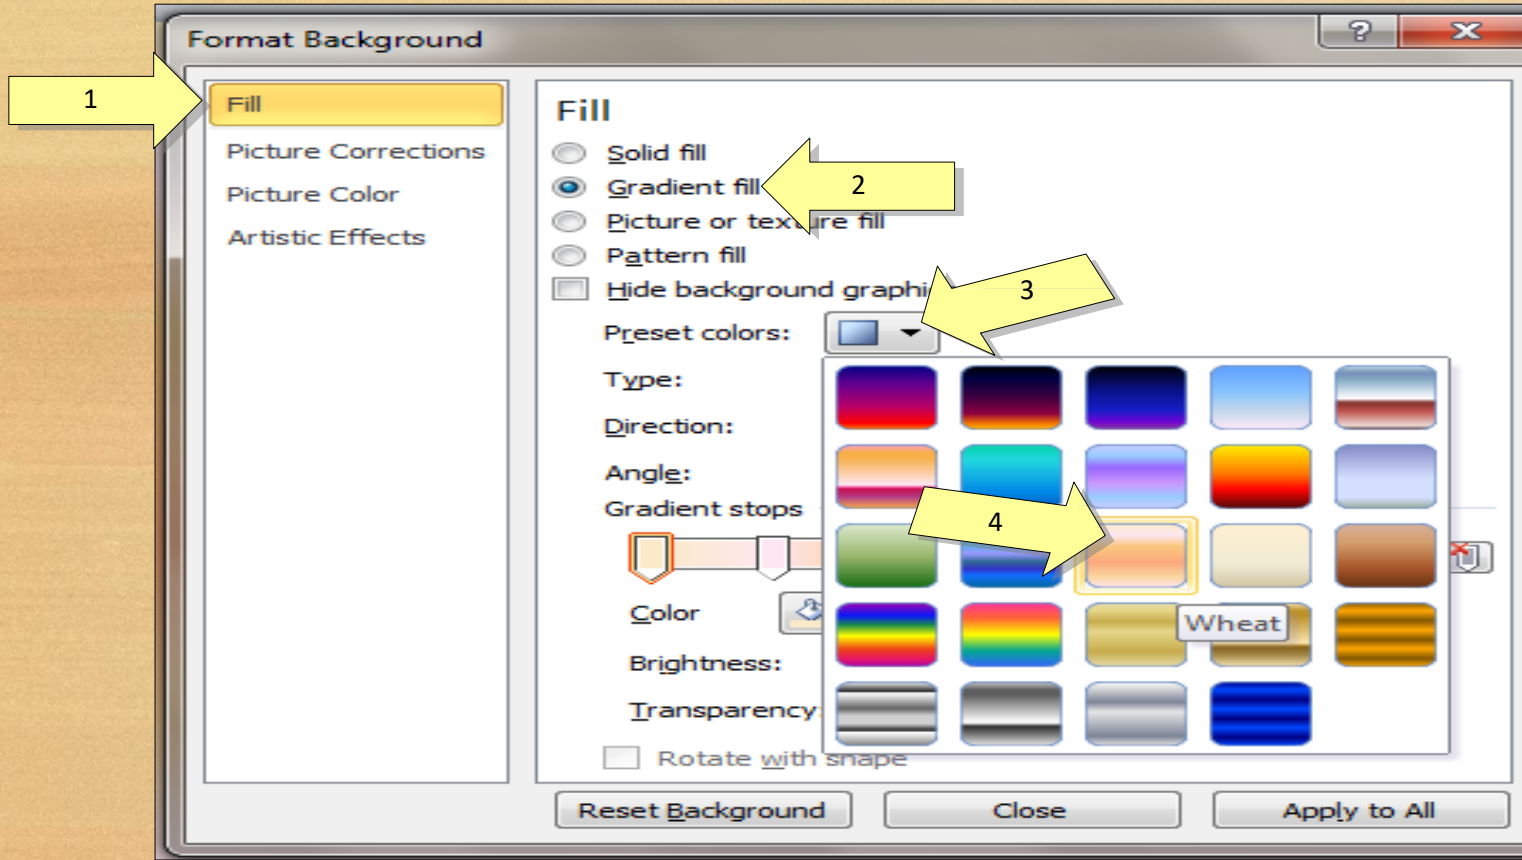 Format Background
?
1
Fill
Picture Corrections
Picture Color
Artistic Effects
Fill
Solid fill
Gradient fill
2
Picture or texture fill
Pattern fill
Hide background graphi
3
Preset colors:
Type:
Direction:
Angle:
Gradient stops
4
Color
Wheat
Brightness:
Transparency:
Rotate with shape
Reset Background
Close
Apply to All